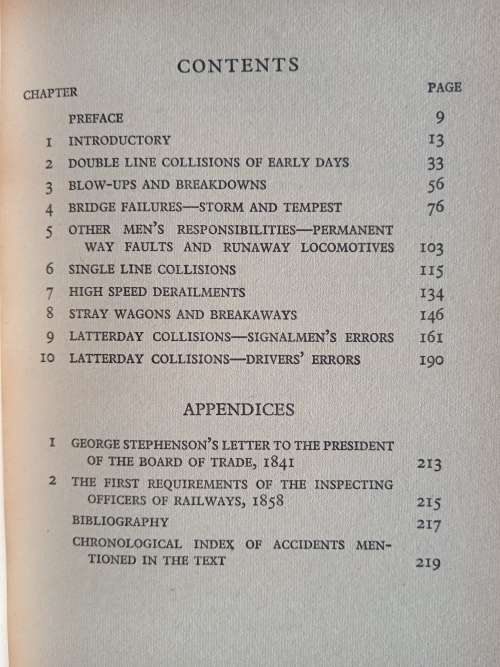 CONTENTS
CHAPTER PAGE
PREFACE 9
1 INTRODUCTORY 13
2 DOUBLE LINE COLLISIONS OF EARLY DAYS 33
3 BLOW-UPS AND BREAKDOWNS 56
4 BRIDGE FAILURES—STORM AND TEMPEST 76
5 OTHER MEN'S RESPONSIBILITIES—PERMANENT
WAY FAULTS AND RUNAWAY LOCOMOTIVES 103
6 SINGLE LINE COLLISIONS 115
7 HIGH SPEED DERAILMENTS 134
8 STRAY WAGONS AND BREAKAWAYS 146
9 LATTERDAY COLLISIONS—SIGNALMEN'S ERRORS 161
10 LATTERDAY COLLISIONS—DRIVERS' ERRORS 190
APPENDICES
1 GEORGE STEPHENSON'S LETTER TO THE PRESIDENT
OF THE BOARD OF TRADE, 1841 213
2 THE FIRST REQUIREMENTS OF THE INSPECTING
OFFICERS OF RAILWAYS, 1858 215
BIBLIOGRAPHY 217
CHRONOLOGICAL INDEX OF ACCIDENTS MEN-
TIONED IN THE TEXT 219